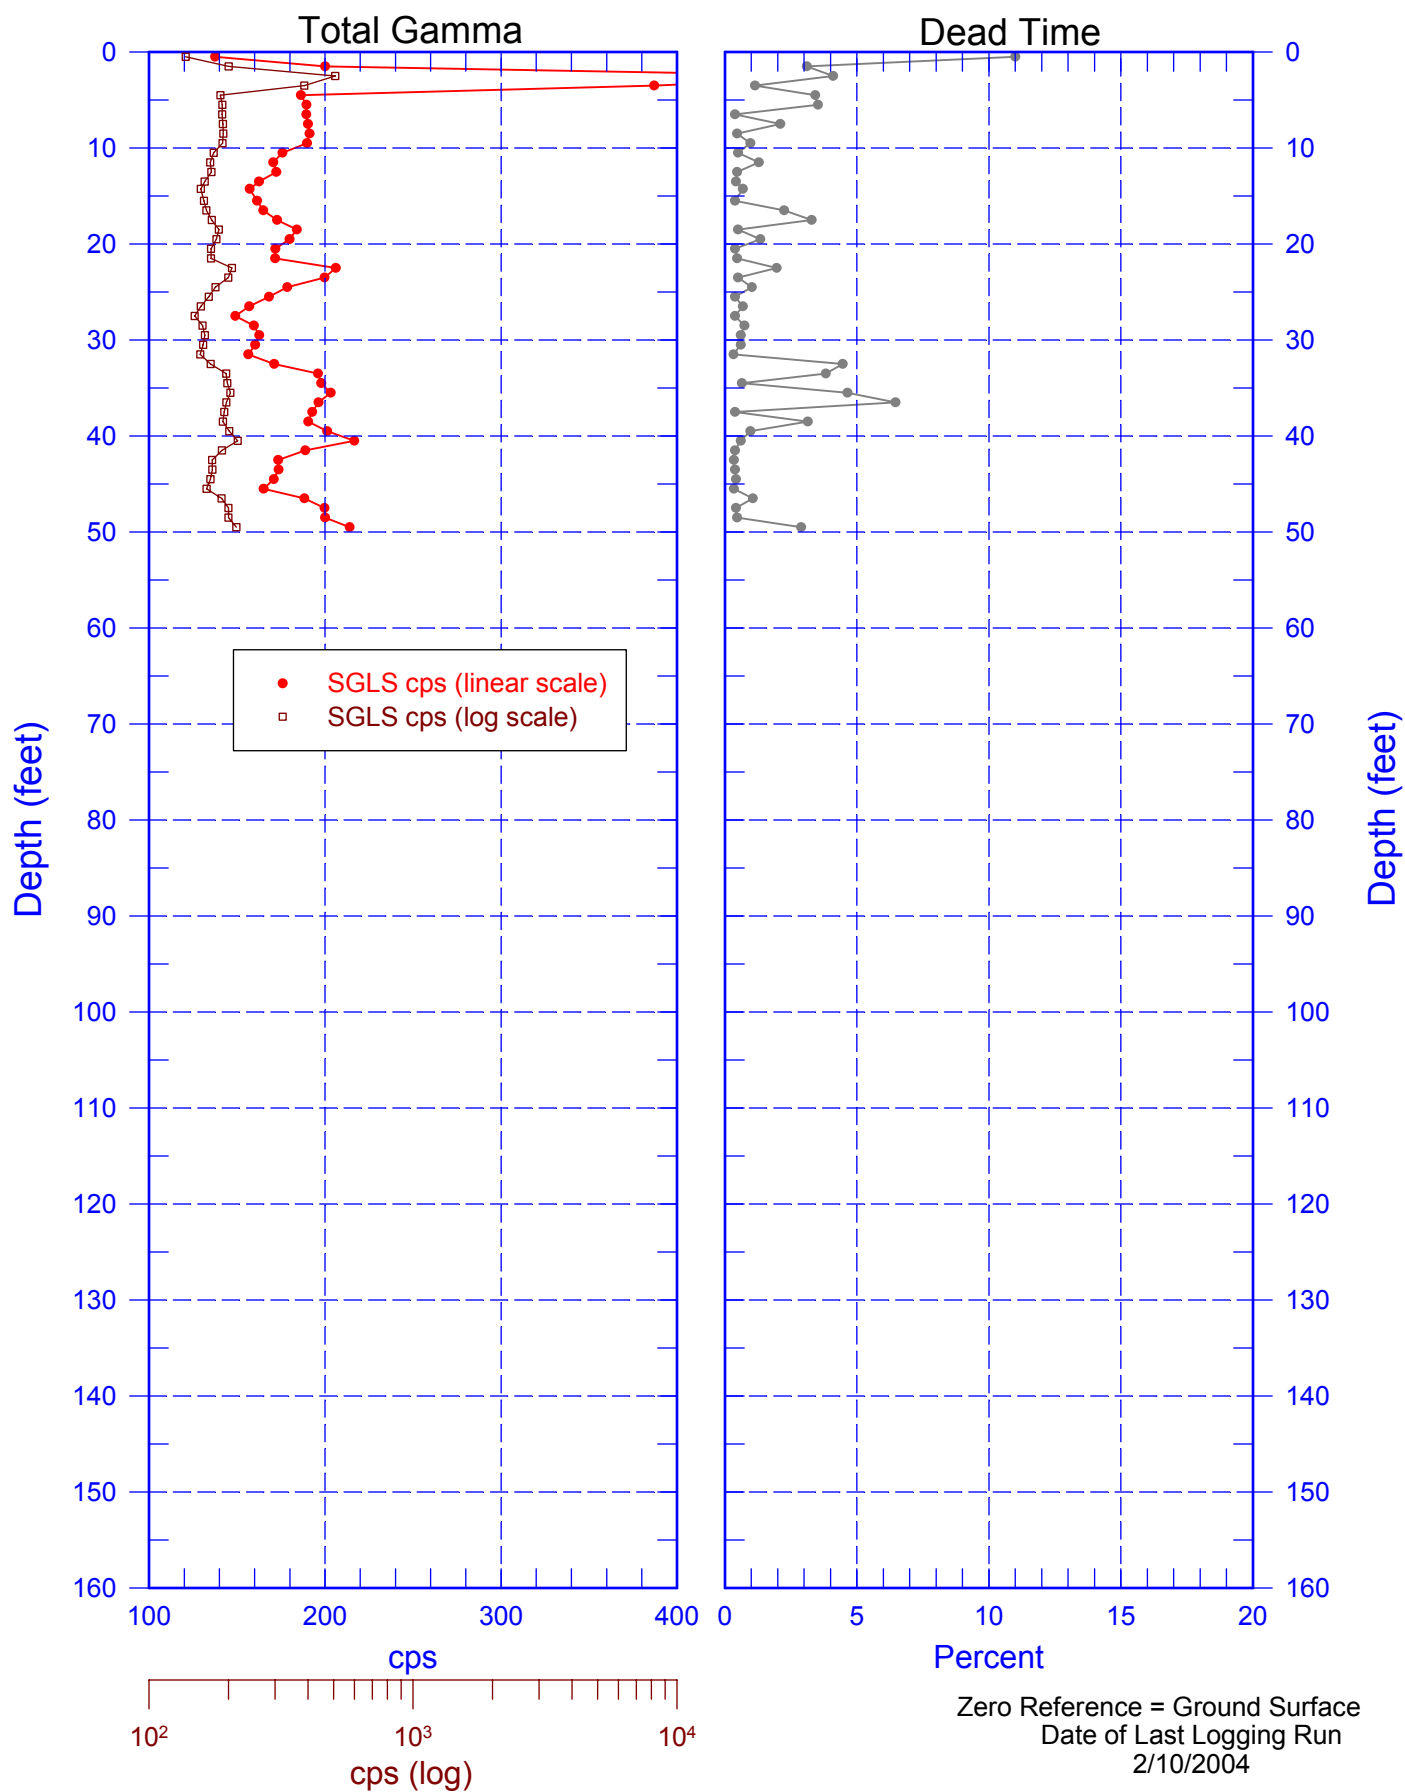 Total Gamma
Dead Time
0
10
20
30
40
50
60
70
80
90
100
110
120
130
140
150
160
Depth (feet)
SGLS cps (linear scale)
SGLS cps (log scale)
100 200 300 400
cps
10² 10³ 10⁴
cps (log)
0
10
20
30
40
50
60
70
80
90
100
110
120
130
140
150
160
Depth (feet)
0 5 10 15 20
Percent
Zero Reference = Ground Surface
Date of Last Logging Run
2/10/2004